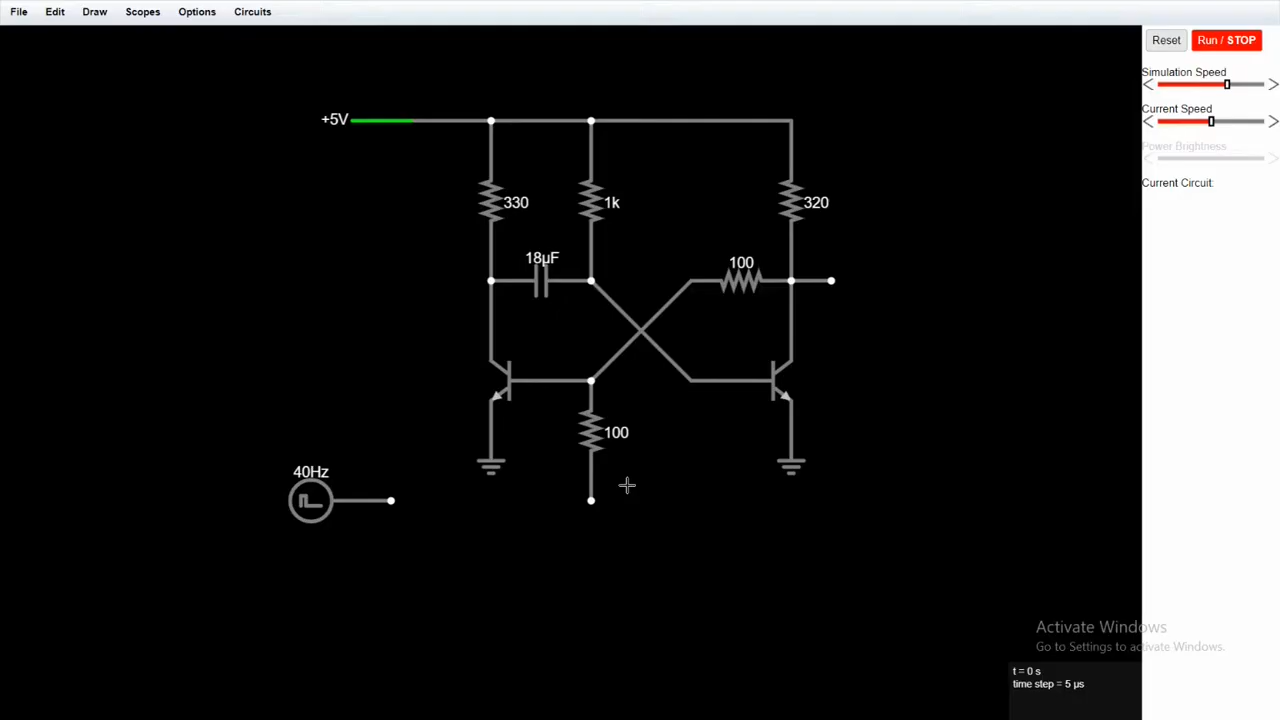 File Edit Draw Scopes Options Circuits
Reset Run / STOP
Simulation Speed
Current Speed
Power Brightness
Current Circuit:
+5V
330 1k 320
18µF 100
100
40Hz
Activate Windows
Go to Settings to activate Windows.
t = 0 s
time step = 5 µs